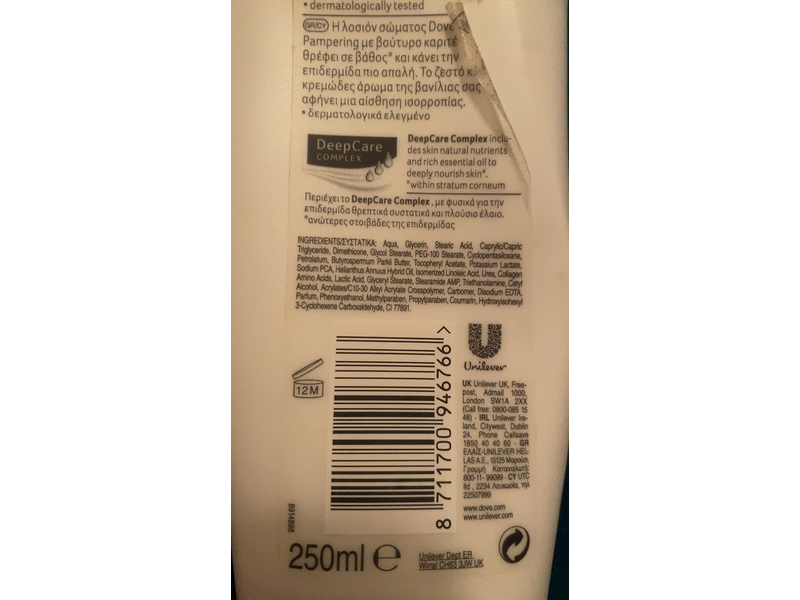 • dermatologically tested
GR/CY Η λοσιόν σώματος Dove
Pampering με βούτυρο καριτέ
θρέφει σε βάθος* και κάνει την
επιδερμίδα πιο απαλή. Το ζεστό
κρεμώδες άρωμα της βανίλιας σας
αφήνει μια αίσθηση ισορροπίας.
• δερματολογικά ελεγμένο
DeepCare
COMPLEX
DeepCare Complex inclu-
des skin natural nutrients
and rich essential oil to
deeply nourish skin*.
*within stratum corneum
Περιέχει το DeepCare Complex, με φυσικά για την
επιδερμίδα θρεπτικά συστατικά και πλούσιο έλαιο.
*ανώτερες στοιβάδες της επιδερμίδας
INGREDIENTS/ΣΥΣΤΑΤΙΚΑ: Aqua, Glycerin, Stearic Acid, Caprylic/Capric
Triglyceride, Dimethicone, Glycol Stearate, PEG-100 Stearate, Cyclopentasiloxane,
Petrolatum, Butyrospermum Parkii Butter, Tocopheryl Acetate, Potassium Lactate,
Sodium PCA, Helianthus Annuus Hybrid Oil, Isomerized Linoleic Acid, Urea, Collagen
Amino Acids, Lactic Acid, Glyceryl Stearate, Stearamide AMP, Triethanolamine, Cetyl
Alcohol, Acrylates/C10-30 Alkyl Acrylate Crosspolymer, Carbomer, Disodium EDTA,
Parfum, Phenoxyethanol, Methylparaben, Propylparaben, Coumarin, Hydroxyisohexyl
3-Cyclohexene Carboxaldehyde, CI 77891.
12M
8 711700 946766 >
Unilever
UK Unilever UK, Free-
post, Admail 1000,
London SW1A 2XX
(Call free: 0800-085 15
48) - IRL Unilever Ire-
land, Citywest, Dublin
24. Phone Callsave
1850 40 40 60 - GR
ΕΛΑΙΣ-UNILEVER HEL-
LAS A.E., 15125 Μαρούσι,
Γραμμή Καταναλωτή:
800-11-99099 - CY UTC
ltd, 2234 Λευκωσία, τηλ
22507999
www.dove.com
www.unilever.com
8914898
250ml e
Unilever Dept ER
Wirral CH63 3JW UK